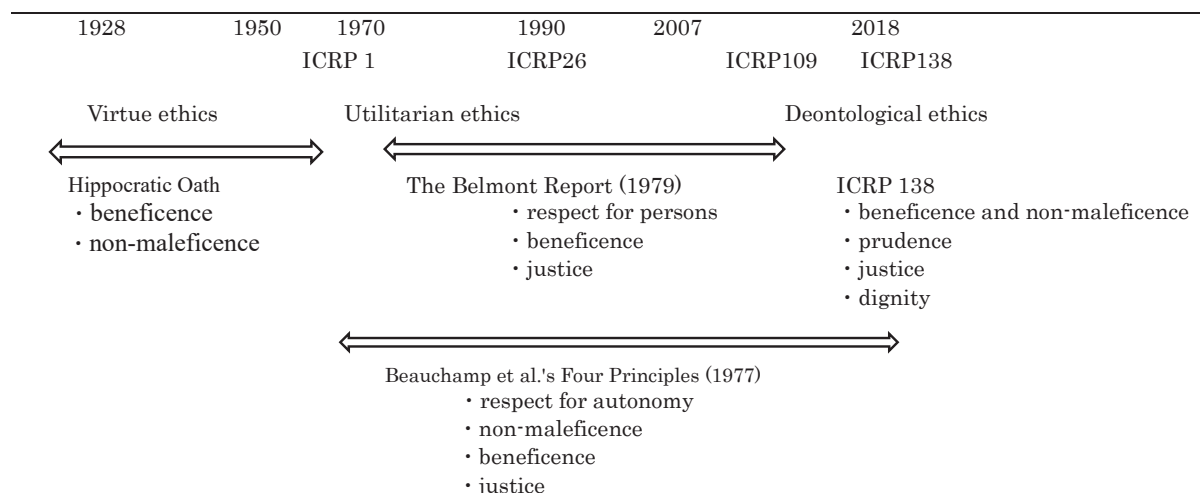 1928 1950 1970 1990 2007 2018
ICRP 1 ICRP26 ICRP109 ICRP138
Virtue ethics Utilitarian ethics Deontological ethics
Hippocratic Oath The Belmont Report (1979) ICRP 138
・beneficence ・respect for persons ・beneficence and non-maleficence
・non-maleficence ・beneficence ・prudence
・justice ・justice
・dignity
Beauchamp et al.'s Four Principles (1977)
・respect for autonomy
・non-maleficence
・beneficence
・justice